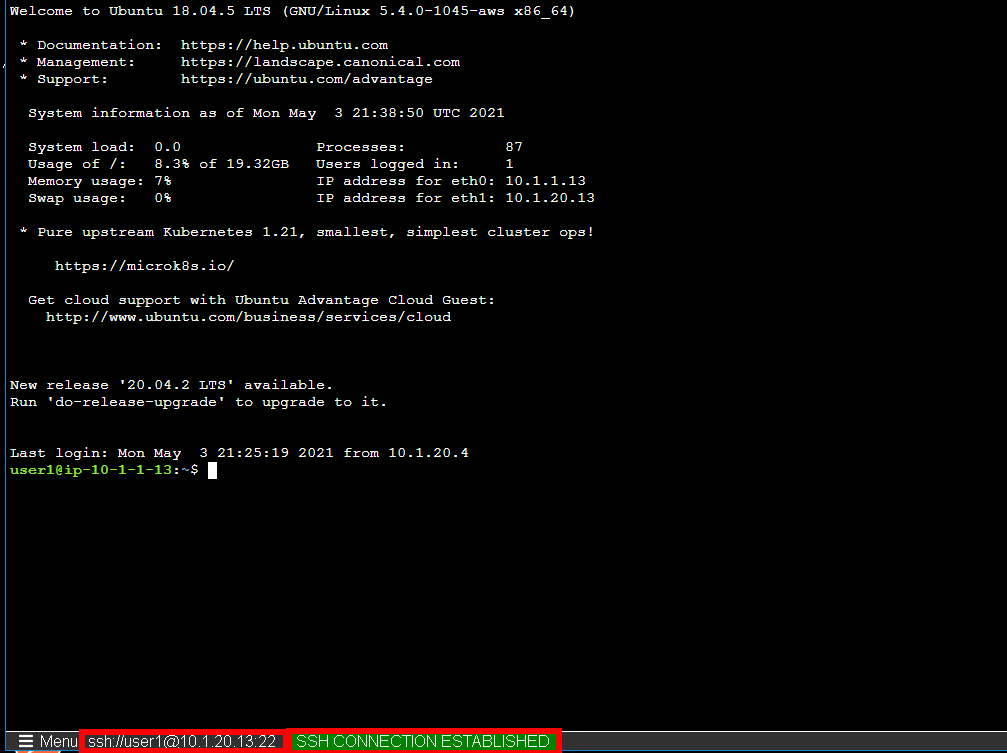 Welcome to Ubuntu 18.04.5 LTS (GNU/Linux 5.4.0-1045-aws x86_64)
* Documentation:  https://help.ubuntu.com
* Management:     https://landscape.canonical.com
* Support:        https://ubuntu.com/advantage
System information as of Mon May  3 21:38:50 UTC 2021
System load:  0.0               Processes:           87
Usage of /:   8.3% of 19.32GB   Users logged in:     1
Memory usage: 7%                IP address for eth0: 10.1.1.13
Swap usage:   0%                IP address for eth1: 10.1.20.13
* Pure upstream Kubernetes 1.21, smallest, simplest cluster ops!
https://microk8s.io/
Get cloud support with Ubuntu Advantage Cloud Guest:
http://www.ubuntu.com/business/services/cloud
New release '20.04.2 LTS' available.
Run 'do-release-upgrade' to upgrade to it.
Last login: Mon May  3 21:25:19 2021 from 10.1.20.4
user1@ip-10-1-1-13:~$
☰ Menu ssh://user1@10.1.20.13:22 SSH CONNECTION ESTABLISHED